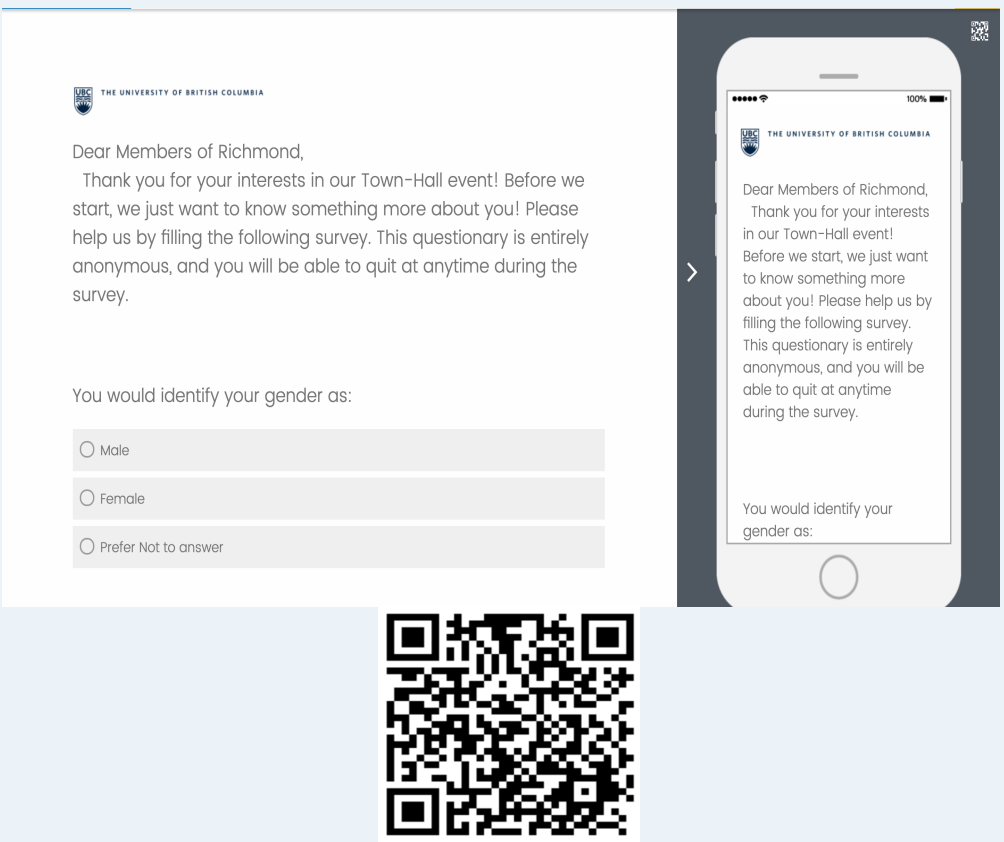 THE UNIVERSITY OF BRITISH COLUMBIA
UBC
Dear Members of Richmond,
Thank you for your interests in our Town-Hall event! Before we
start, we just want to know something more about you! Please
help us by filling the following survey. This questionary is entirely
anonymous, and you will be able to quit at anytime during the
survey.
You would identify your gender as:
Male
Female
Prefer Not to answer
100%
UBC
THE UNIVERSITY OF BRITISH COLUMBIA
Dear Members of Richmond,
Thank you for your interests
in our Town-Hall event!
Before we start, we just want
to know something more
about you! Please help us by
filling the following survey.
This questionary is entirely
anonymous, and you will be
able to quit at anytime
during the survey.
You would identify your
gender as: